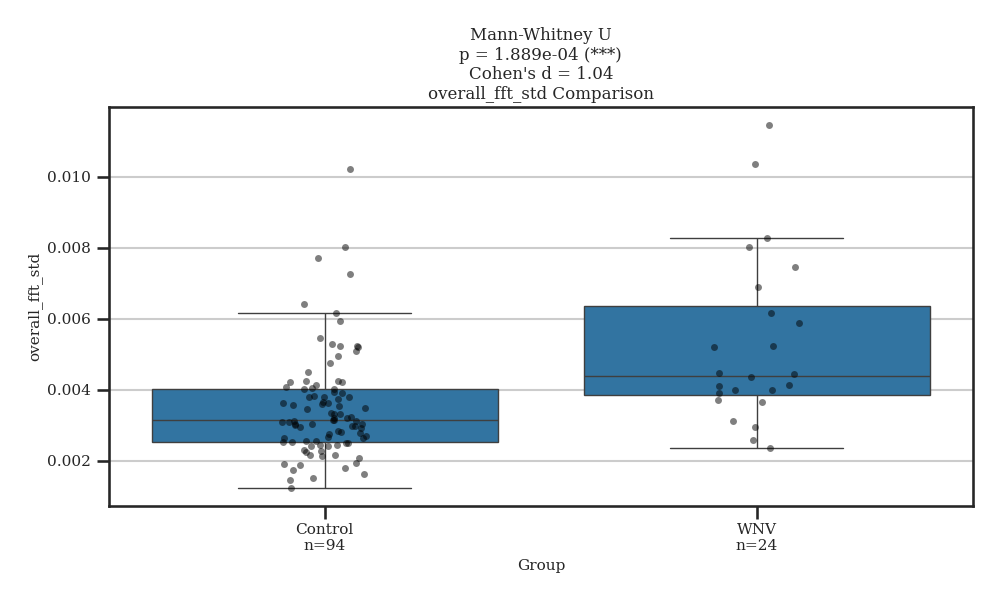 Mann-Whitney U
p = 1.889e-04 (***)
Cohen's d = 1.04
overall_fft_std Comparison
overall_fft_std
0.010
0.008
0.006
0.004
0.002
Control
n=94
WNV
n=24
Group